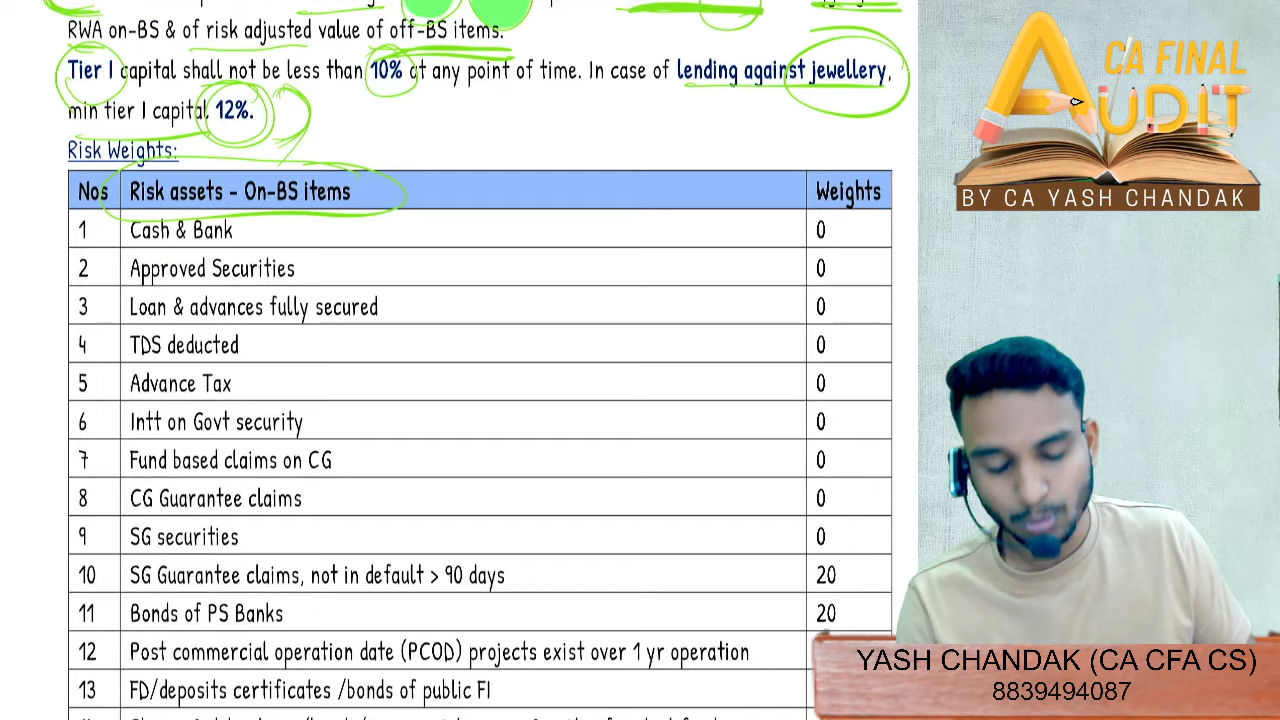 RWA on-BS & of risk adjusted value of off-BS items.
Tier I capital shall not be less than 10% at any point of time. In case of lending against jewellery,
min tier I capital 12%.
Risk Weights:
Nos Risk assets - On-BS items Weights
1 Cash & Bank 0
2 Approved Securities 0
3 Loan & advances fully secured 0
4 TDS deducted 0
5 Advance Tax 0
6 Intt on Govt security 0
7 Fund based claims on CG 0
8 CG Guarantee claims 0
9 SG securities 0
10 SG Guarantee claims, not in default > 90 days 20
11 Bonds of PS Banks 20
12 Post commercial operation date (PCOD) projects exist over 1 yr operation
13 FD/deposits certificates /bonds of public FI
CA FINAL
AUDIT
BY CA YASH CHANDAK
YASH CHANDAK (CA CFA CS)
8839494087